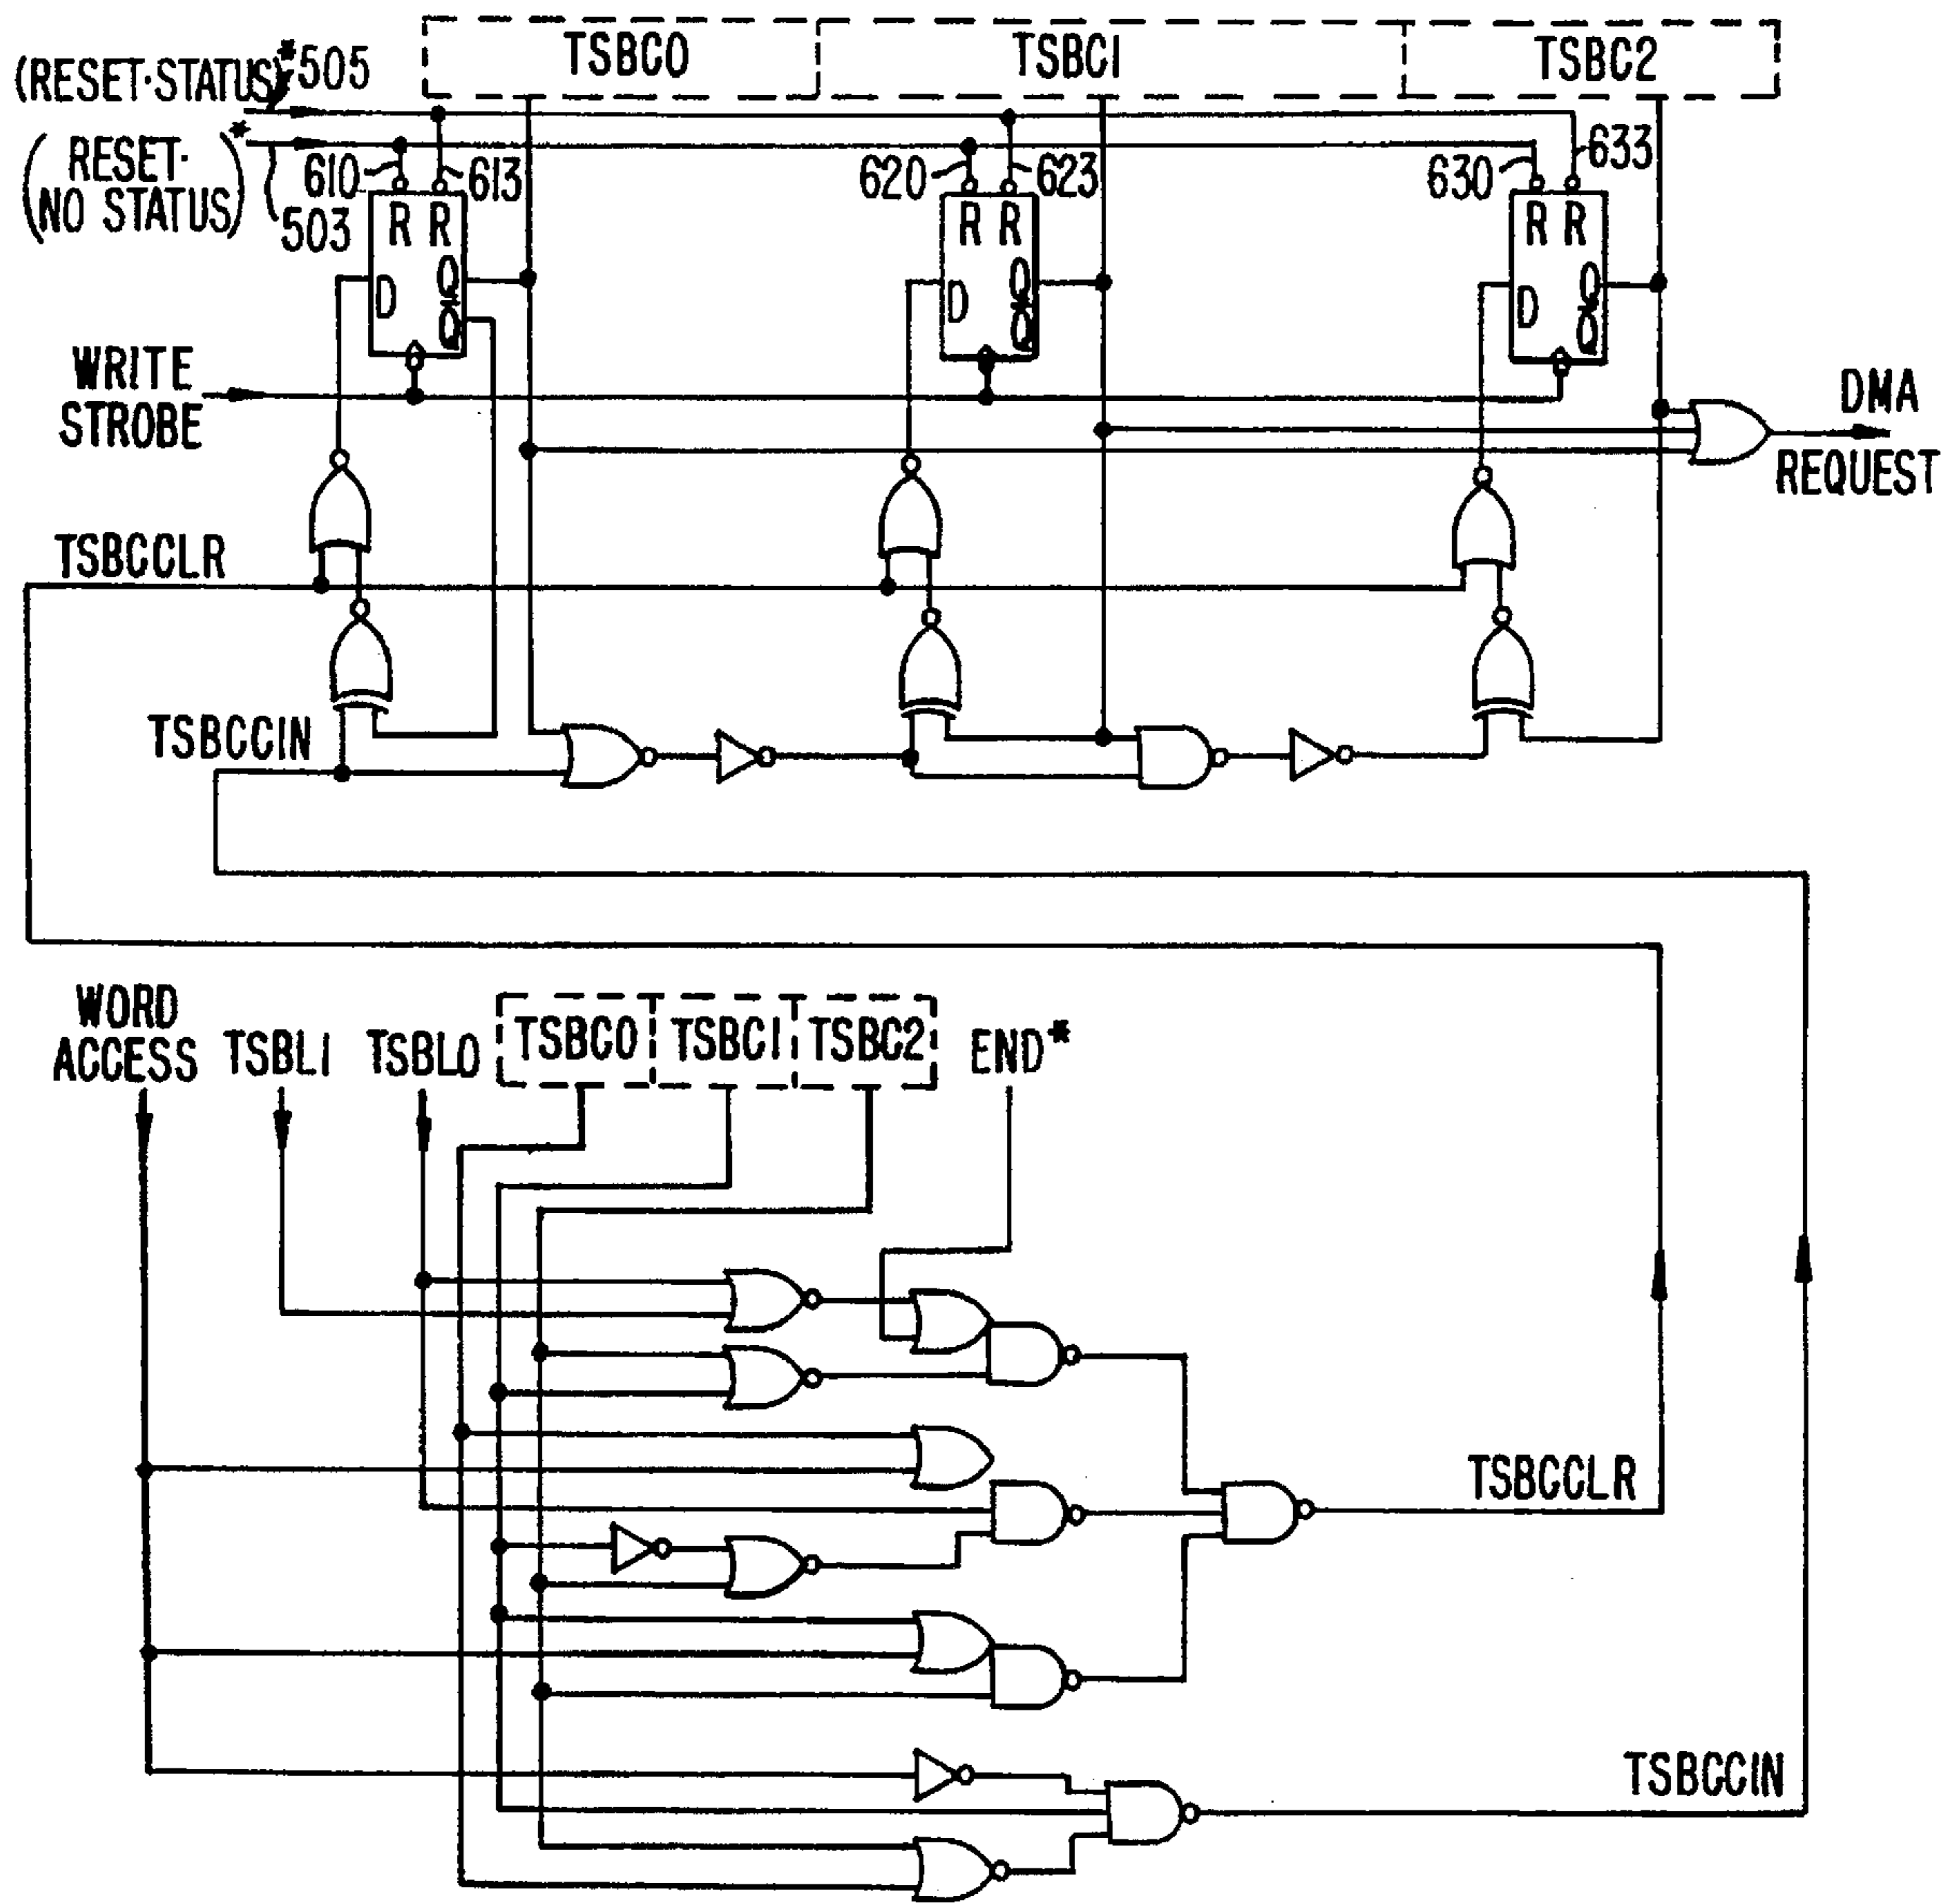 TSBC0 TSBC1 TSBC2
(RESET·STATUS)* 505
(RESET·
NO STATUS)*
503
610 613 620 623 630 633
R R R R R R
D Q D Q D Q
Q̅ Q̅ Q̅
WRITE
STROBE
DMA
REQUEST
TSBCCLR
TSBCCIN
WORD
ACCESS
TSBL1 TSBL0 TSBC0 TSBC1 TSBC2 END*
TSBCCLR
TSBCCIN